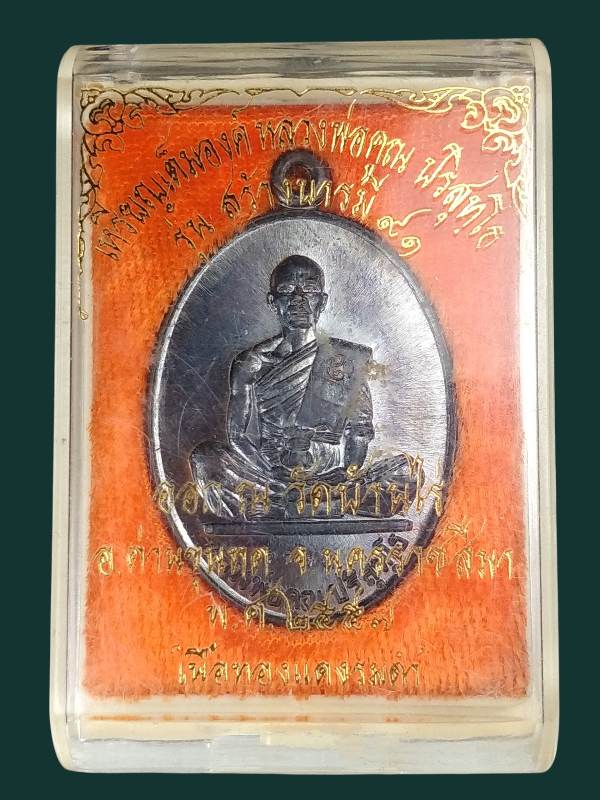 เหรียญเต็มองค์ หลวงพ่อคูณ ปริสุทฺโธ
รุ่น สร้างบารมี ๙๑
ออก ณ วัดบ้านไร่
อ.ด่านขุนทด จ.นครราชสีมา
พ.ศ.๒๕๕๗
เนื้อทองแดงรมดำ